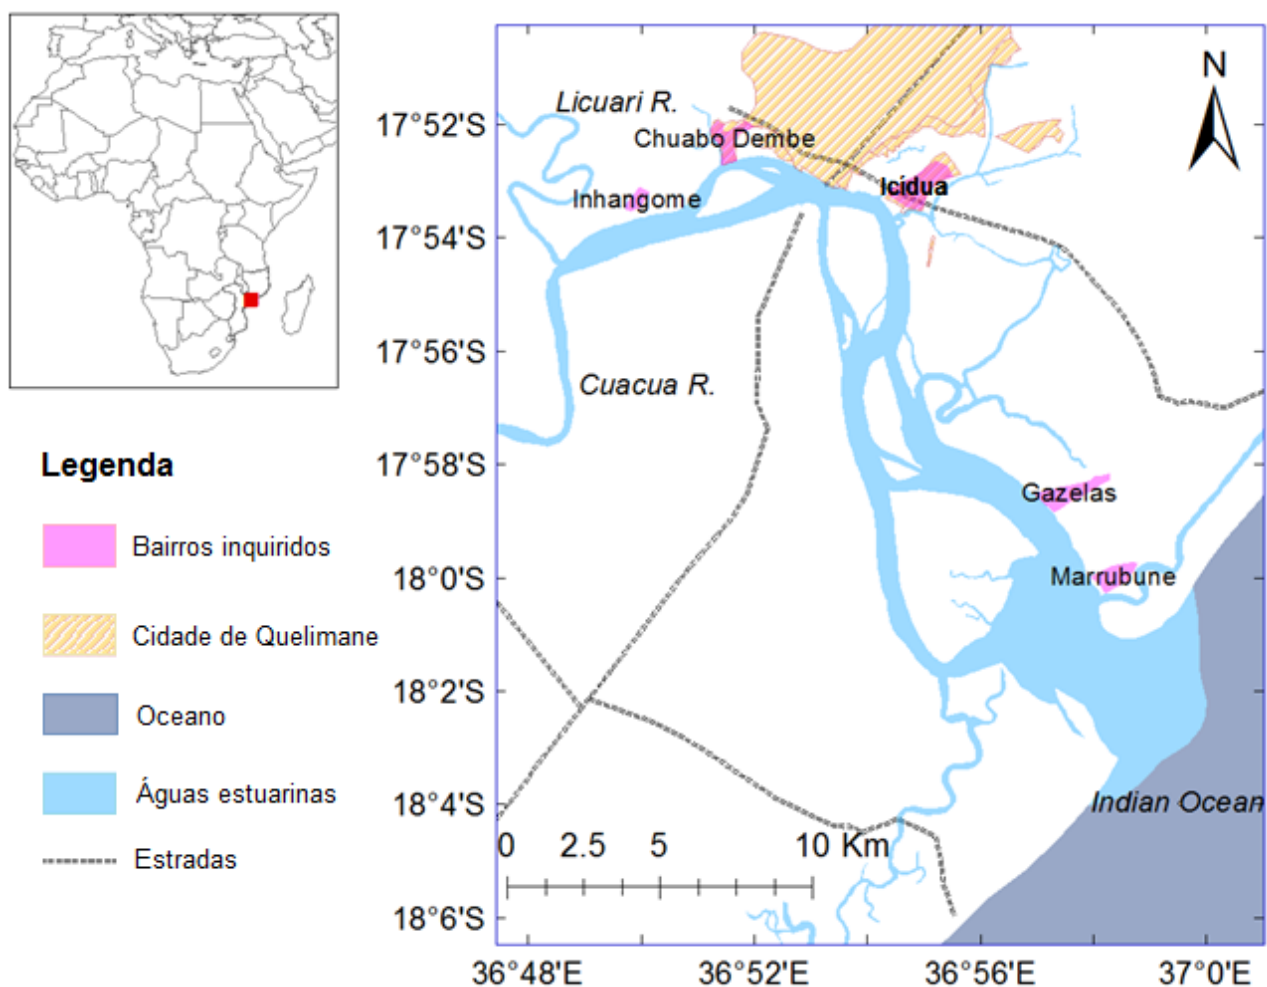 N
Licuari R.
17°52'S
Chuabo Dembe
Icídua
Inhangome
17°54'S
17°56'S
Cuacua R.
Legenda
17°58'S
Gazelas
Bairros inquiridos
18°0'S
Marrubune
Cidade de Quelimane
18°2'S
Oceano
Águas estuarinas
18°4'S
Indian Ocean
Estradas
0 2.5 5 10 Km
18°6'S
36°48'E 36°52'E 36°56'E 37°0'E